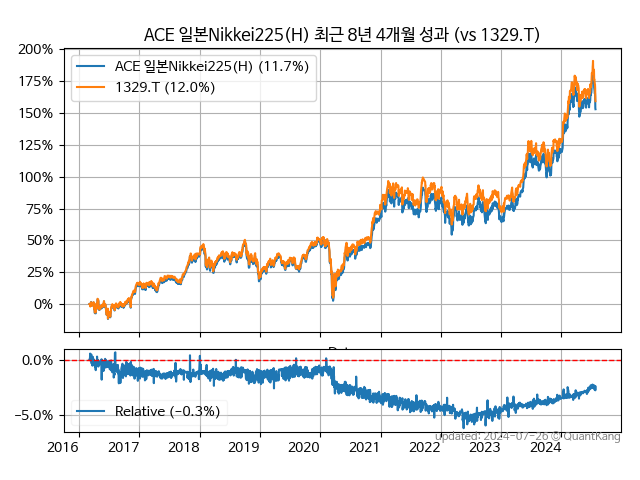 ACE 일본Nikkei225(H) 최근 8년 4개월 성과 (vs 1329.T)
200%
175%
150%
125%
100%
75%
50%
25%
0%
ACE 일본Nikkei225(H) (11.7%)
1329.T (12.0%)
0.0%
−5.0%
Relative (−0.3%)
2016 2017 2018 2019 2020 2021 2022 2023 2024
updated: 2024-07-26 © QuantKang